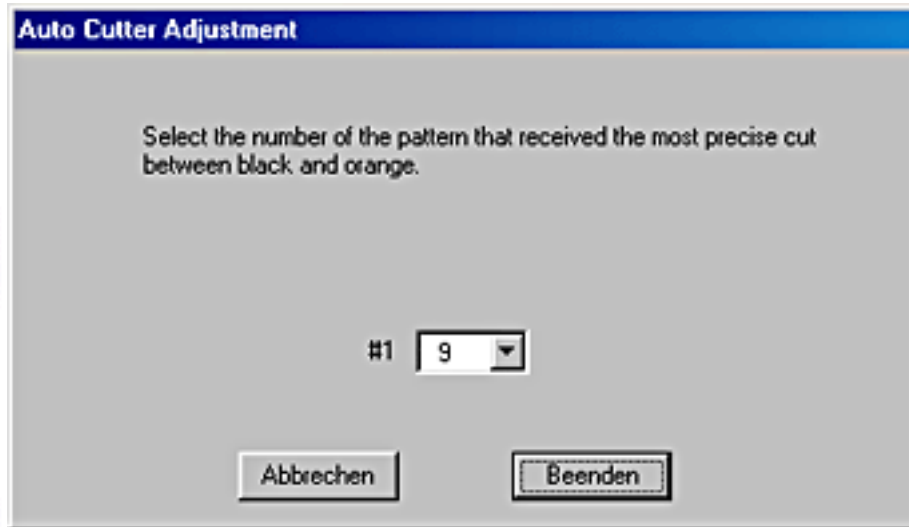 Auto Cutter Adjustment
Select the number of the pattern that received the most precise cut
between black and orange.
#1 9
Abbrechen Beenden